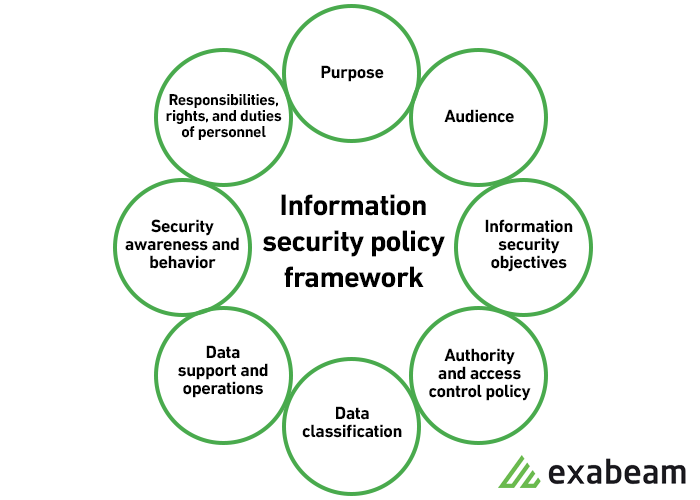 Purpose
Audience
Information
security
objectives
Authority
and access
control policy
Data
classification
Data
support and
operations
Security
awareness and
behavior
Responsibilities,
rights, and duties
of personnel
Information
security policy
framework
exabeam